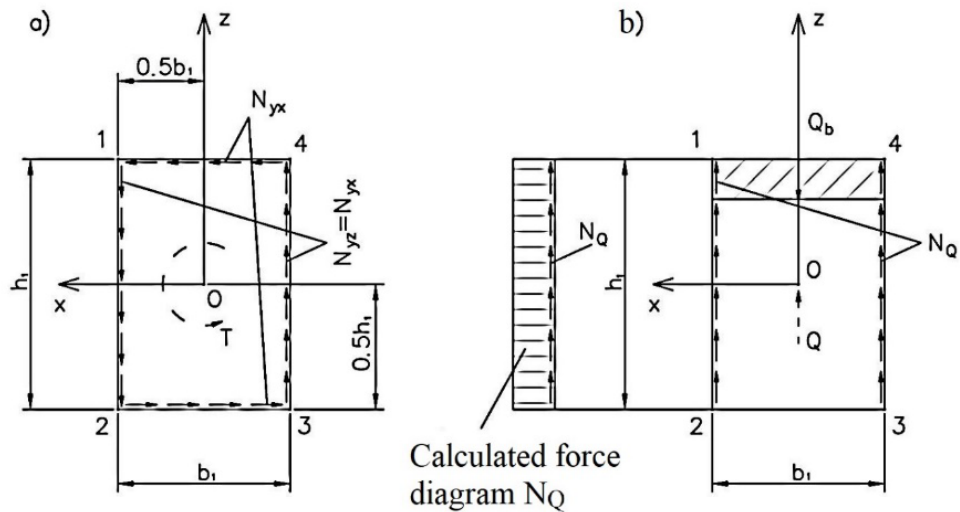 a)
z
0.5b₁
N_yx
1
4
h₁
N_yz=N_yx
x
O
T
0.5h₁
2
3
b₁
b)
z
Q_b
1
4
h₁
N_Q
N_Q
x
O
Q
2
3
b₁
Calculated force
diagram N_Q